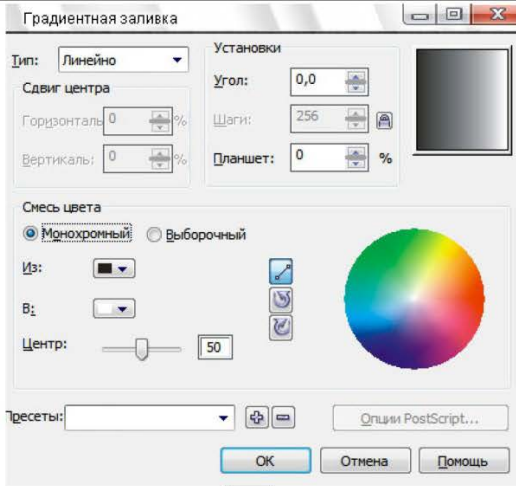 Градиентная заливка
Тип: Линейно
Сдвиг центра
Горизонталь 0 %
Вертикаль: 0 %
Установки
Угол: 0,0
Шаги: 256
Планшет: 0 %
Смесь цвета
Монохромный Выборочный
Из:
В:
Центр: 50
Пресеты:
Опции PostScript...
OK Отмена Помощь